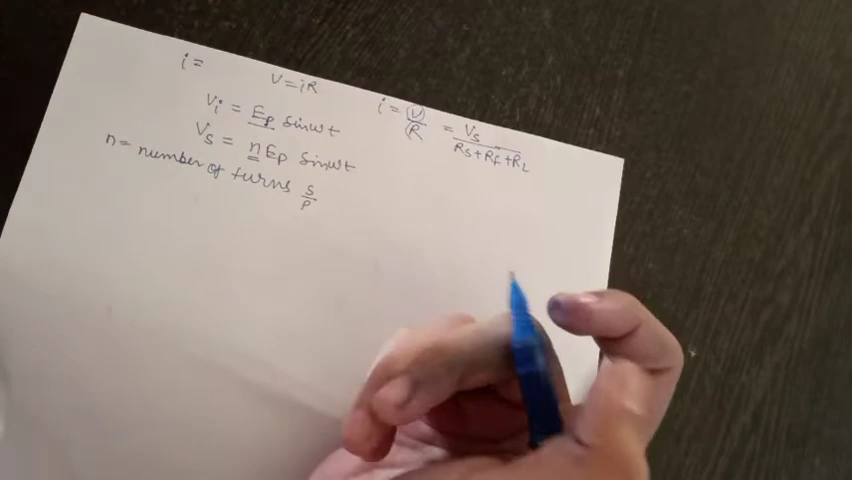 i =
V = iR
i = V/R = Vs/(Rs+Rf+RL)
Vi = Ep sinωt
Vs = nEp sinωt
n = number of turns S/P